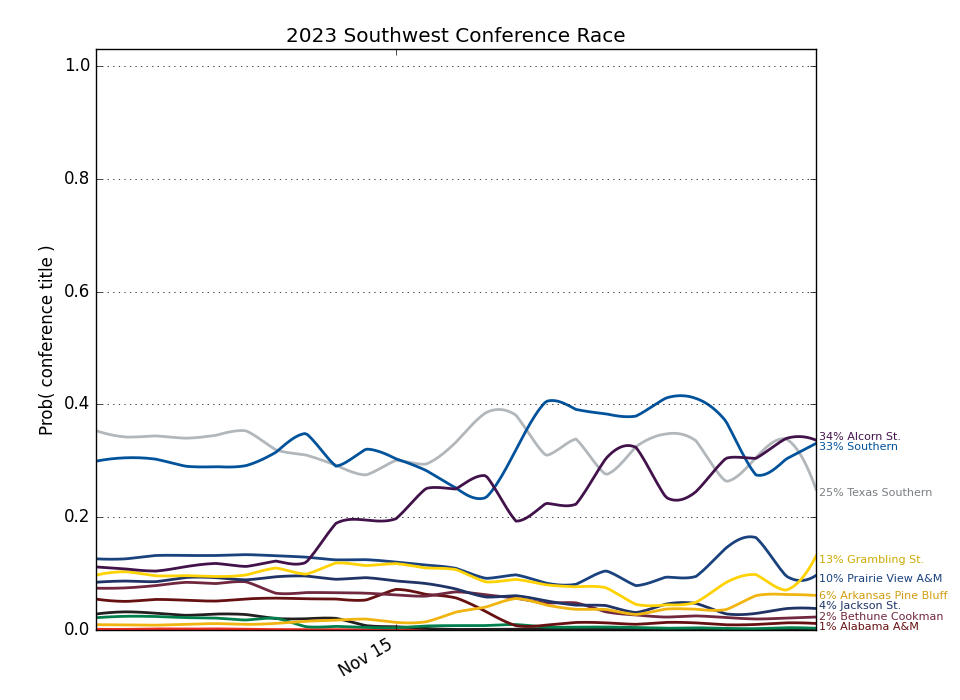 2023 Southwest Conference Race
Prob( conference title )
1.0
0.8
0.6
0.4
0.2
0.0
Nov 15
34% Alcorn St.
33% Southern
25% Texas Southern
13% Grambling St.
10% Prairie View A&M
6% Arkansas Pine Bluff
4% Jackson St.
2% Bethune Cookman
1% Alabama A&M